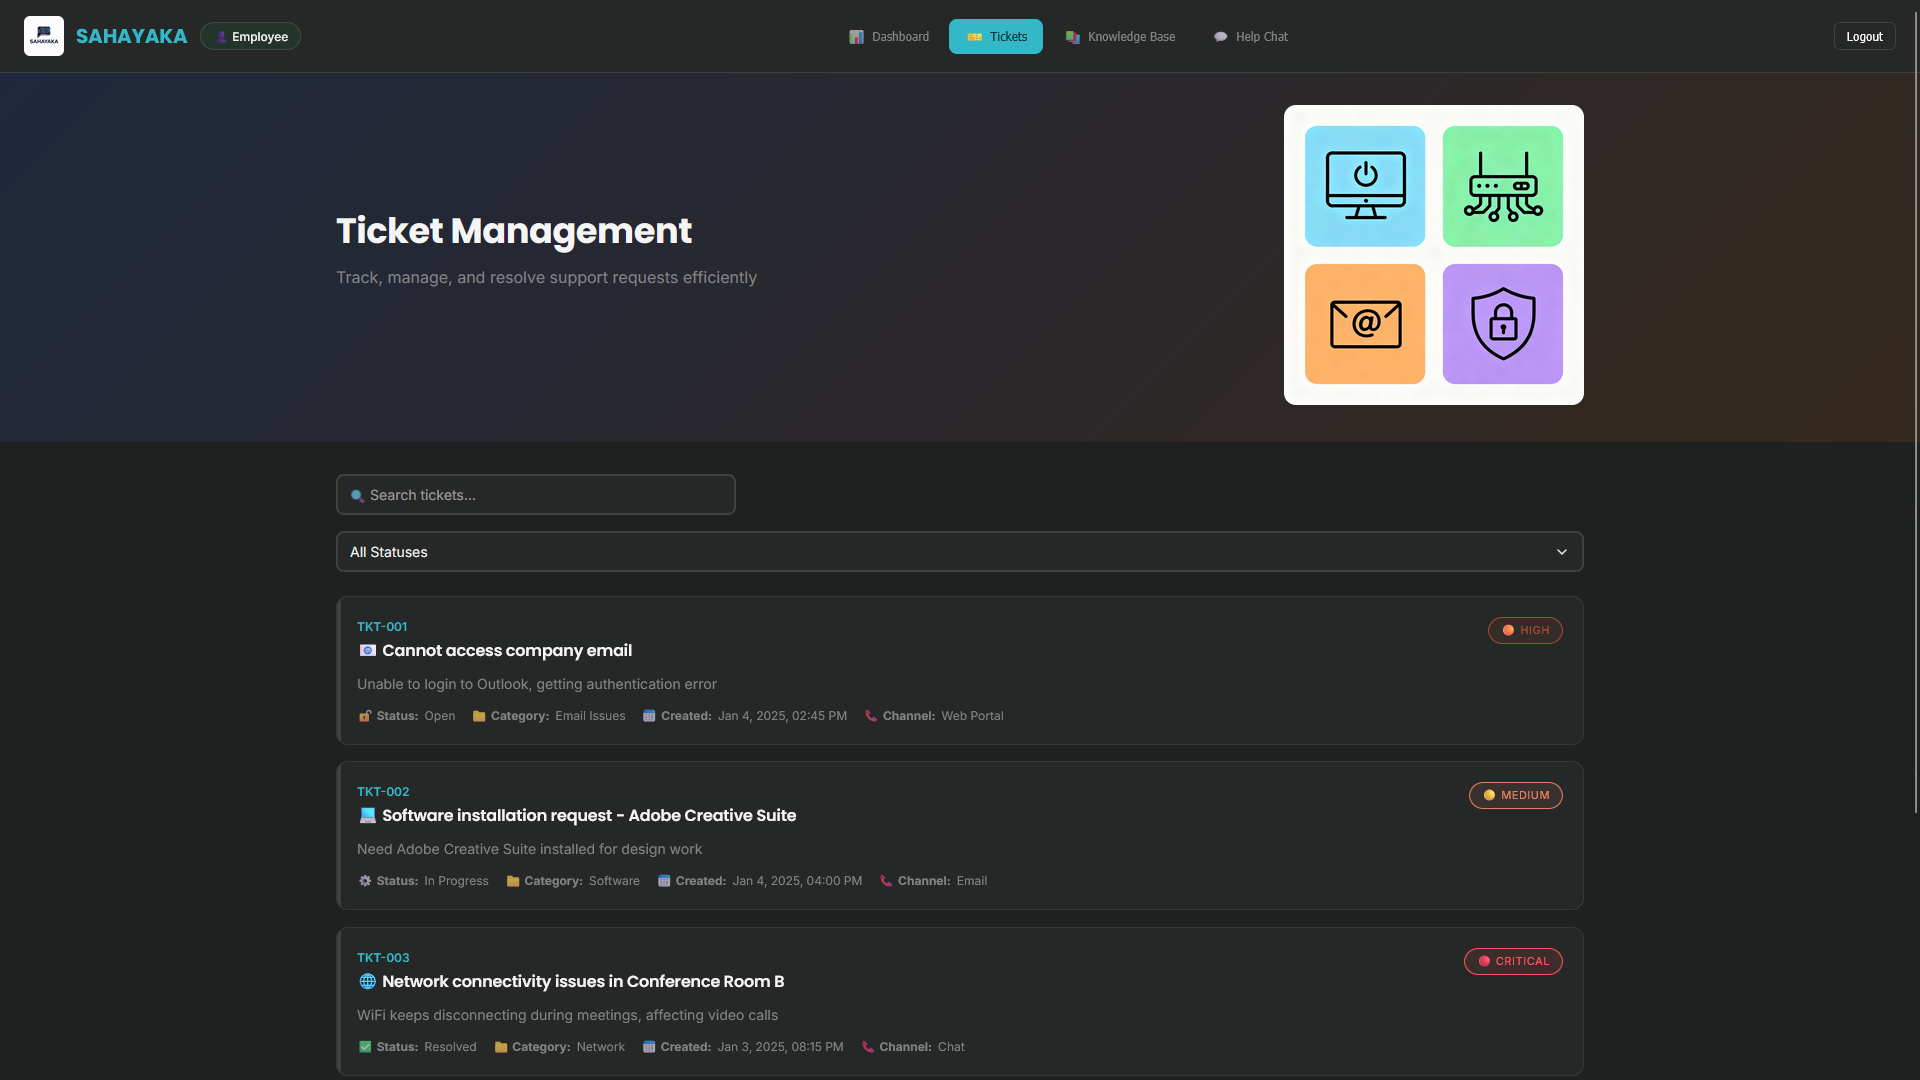 SAHAYAKA
SAHAYAKA
Employee
Dashboard
Tickets
Knowledge Base
Help Chat
Logout
Ticket Management
Track, manage, and resolve support requests efficiently
@
Search tickets...
All Statuses
TKT-001
HIGH
Cannot access company email
Unable to login to Outlook, getting authentication error
Status: Open Category: Email Issues Created: Jan 4, 2025, 02:45 PM Channel: Web Portal
TKT-002
MEDIUM
Software installation request - Adobe Creative Suite
Need Adobe Creative Suite installed for design work
Status: In Progress Category: Software Created: Jan 4, 2025, 04:00 PM Channel: Email
TKT-003
CRITICAL
Network connectivity issues in Conference Room B
WiFi keeps disconnecting during meetings, affecting video calls
Status: Resolved Category: Network Created: Jan 3, 2025, 08:15 PM Channel: Chat